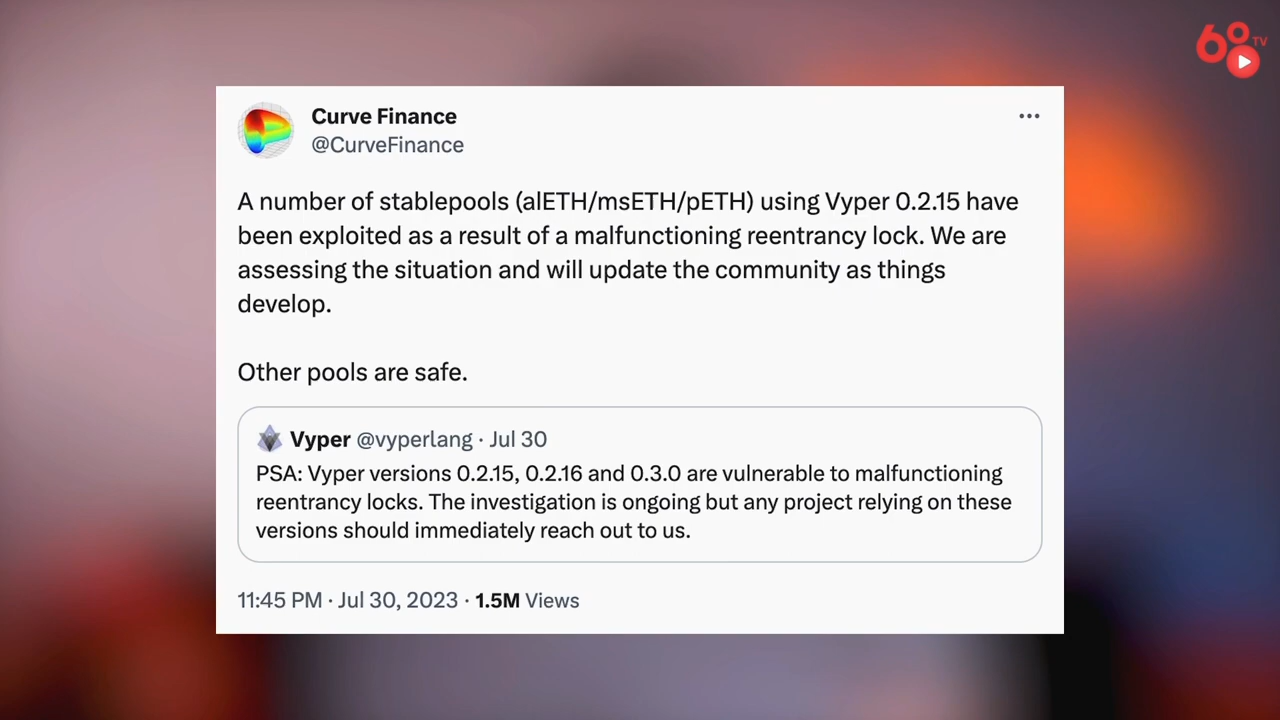 6
TV
Curve Finance
@CurveFinance
A number of stablepools (alETH/msETH/pETH) using Vyper 0.2.15 have
been exploited as a result of a malfunctioning reentrancy lock. We are
assessing the situation and will update the community as things
develop.
Other pools are safe.
Vyper @vyperlang · Jul 30
PSA: Vyper versions 0.2.15, 0.2.16 and 0.3.0 are vulnerable to malfunctioning
reentrancy locks. The investigation is ongoing but any project relying on these
versions should immediately reach out to us.
11:45 PM · Jul 30, 2023 · 1.5M Views